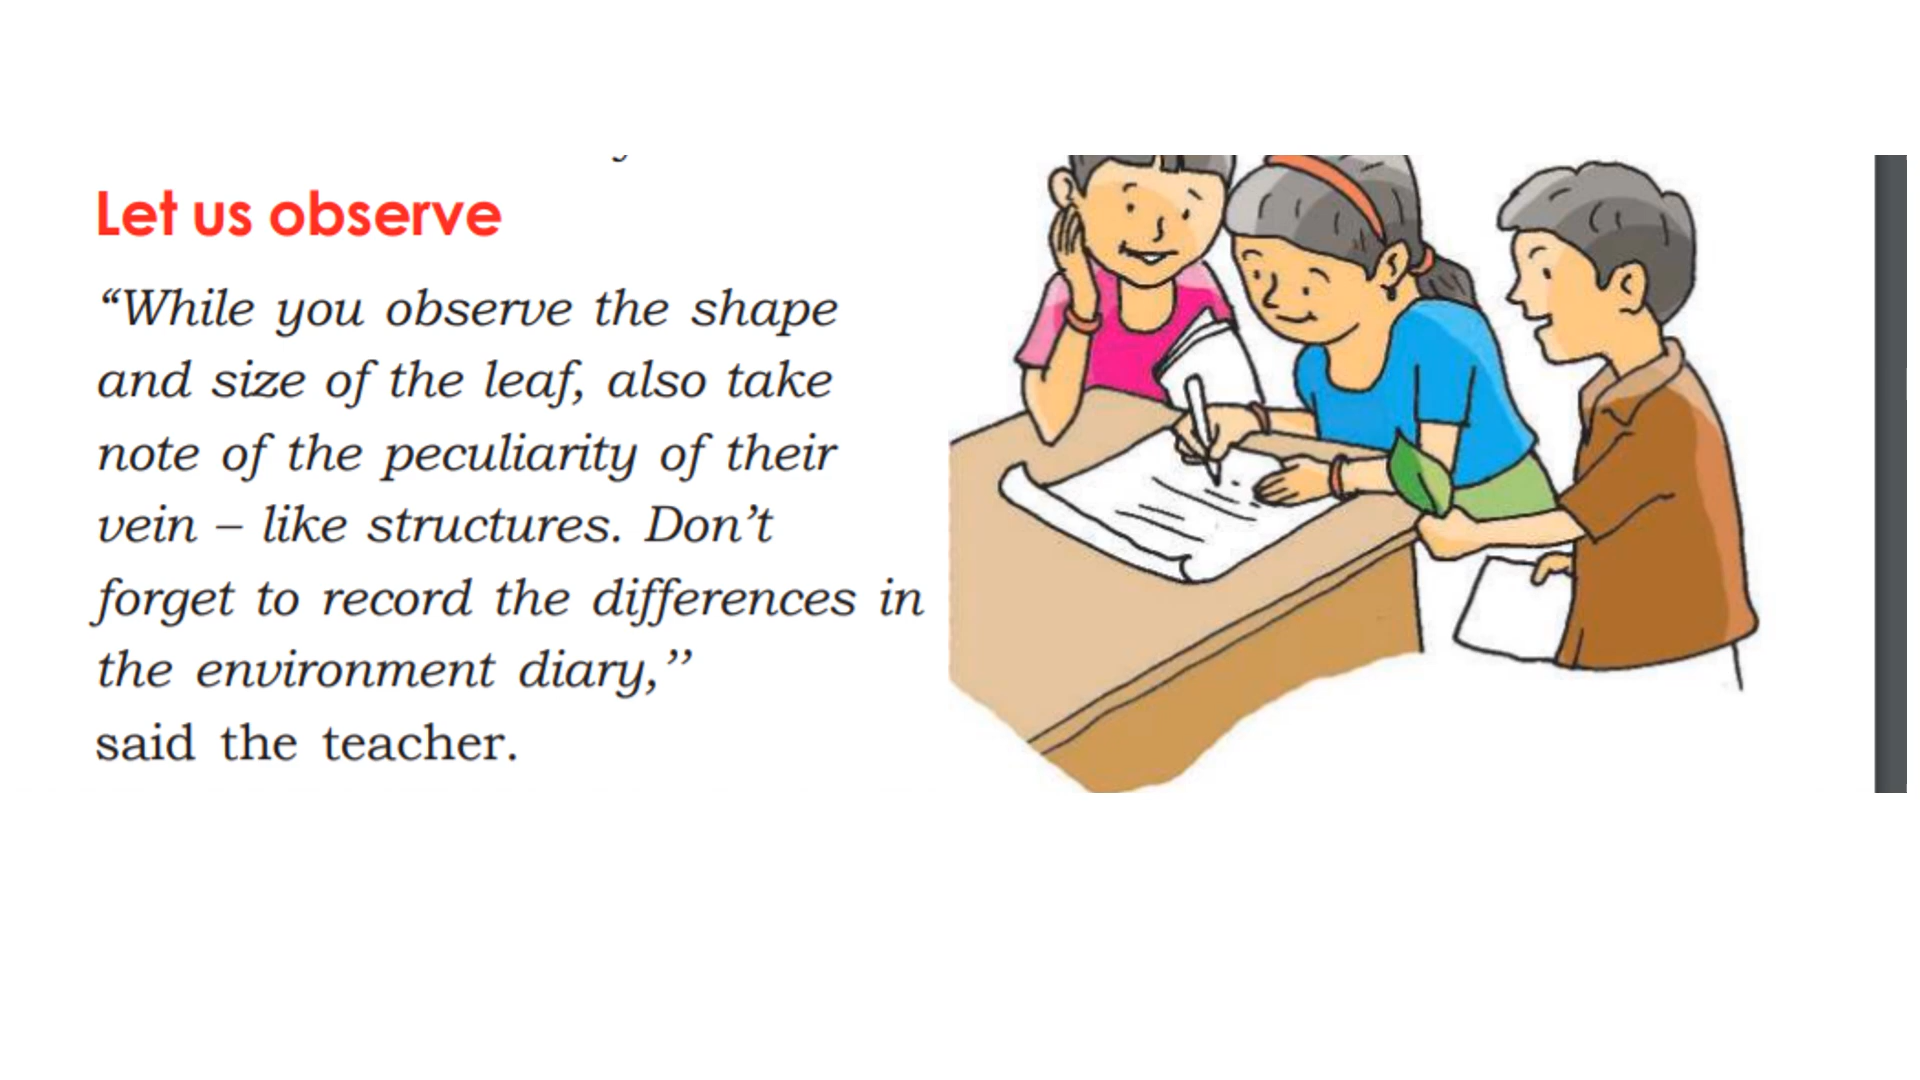 Let us observe
“While you observe the shape
and size of the leaf, also take
note of the peculiarity of their
vein – like structures. Don’t
forget to record the differences in
the environment diary,’’
said the teacher.